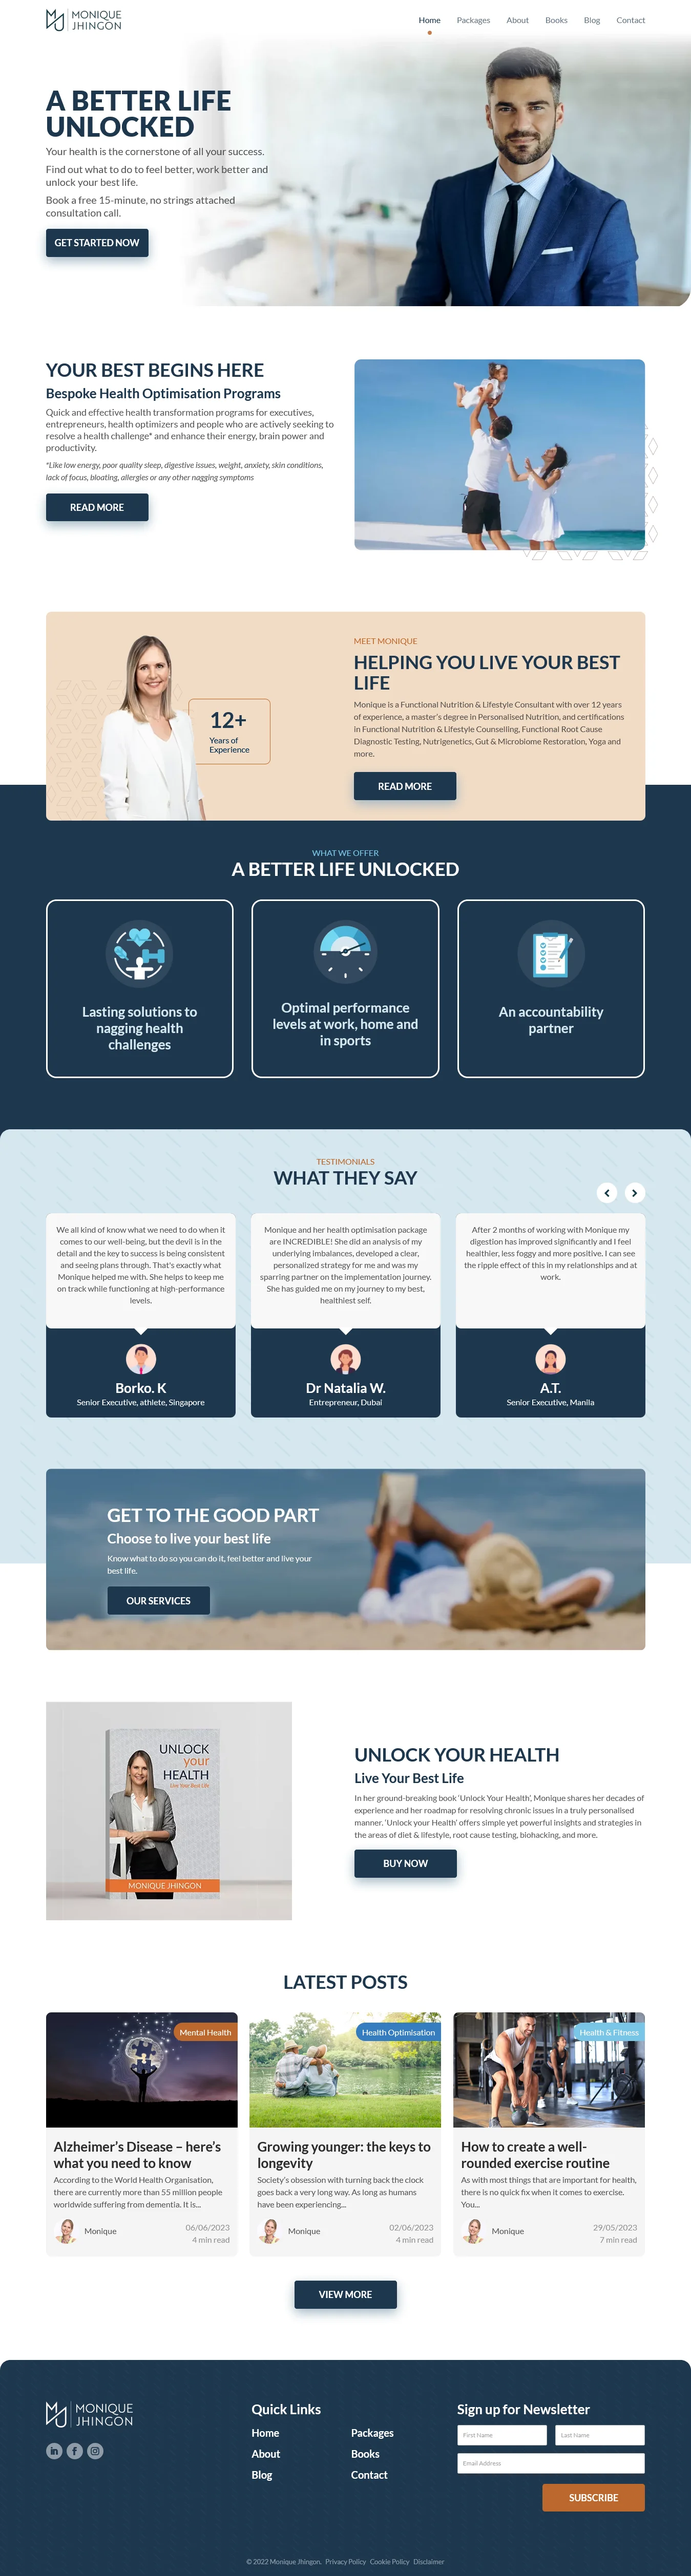 MONIQUE
JHINGON
Home Packages About Books Blog Contact
A BETTER LIFE
UNLOCKED
Your health is the cornerstone of all your success.
Find out what to do to feel better, work better and
unlock your best life.
Book a free 15-minute, no strings attached
consultation call.
GET STARTED NOW
YOUR BEST BEGINS HERE
Bespoke Health Optimisation Programs
Quick and effective health transformation programs for executives,
entrepreneurs, health optimizers and people who are actively seeking to
resolve a health challenge* and enhance their energy, brain power and
productivity.
*Like low energy, poor quality sleep, digestive issues, weight, anxiety, skin conditions,
lack of focus, bloating, allergies or any other nagging symptoms
READ MORE
12+
Years of
Experience
MEET MONIQUE
HELPING YOU LIVE YOUR BEST
LIFE
Monique is a Functional Nutrition & Lifestyle Consultant with over 12 years
of experience, a master's degree in Personalised Nutrition, and certifications
in Functional Nutrition & Lifestyle Counselling, Functional Root Cause
Diagnostic Testing, Nutrigenetics, Gut & Microbiome Restoration, Yoga and
more.
READ MORE
WHAT WE OFFER
A BETTER LIFE UNLOCKED
Lasting solutions to
nagging health
challenges
Optimal performance
levels at work, home and
in sports
An accountability
partner
TESTIMONIALS
WHAT THEY SAY
We all kind of know what we need to do when it
comes to our well-being, but the devil is in the
detail and the key to success is being consistent
and seeing plans through. That's exactly what
Monique helped me with. She helps to keep me
on track while functioning at high-performance
levels.
Borko. K
Senior Executive, athlete, Singapore
Monique and her health optimisation package
are INCREDIBLE! She did an analysis of my
underlying imbalances, developed a clear,
personalized strategy for me and was my
sparring partner on the implementation journey.
She has guided me on my journey to my best,
healthiest self.
Dr Natalia W.
Entrepreneur, Dubai
After 2 months of working with Monique my
digestion has improved significantly and I feel
healthier, less foggy and more positive. I can see
the ripple effect of this in my relationships and at
work.
A.T.
Senior Executive, Manila
GET TO THE GOOD PART
Choose to live your best life
Know what to do so you can do it, feel better and live your
best life.
OUR SERVICES
UNLOCK
your
HEALTH
Live Your Best Life
MONIQUE JHINGON
UNLOCK YOUR HEALTH
Live Your Best Life
In her ground-breaking book 'Unlock Your Health', Monique shares her decades of
experience and her roadmap for resolving chronic issues in a truly personalised
manner. 'Unlock your Health' offers simple yet powerful insights and strategies in
the areas of diet & lifestyle, root cause testing, biohacking, and more.
BUY NOW
LATEST POSTS
Mental Health
Alzheimer's Disease – here's
what you need to know
According to the World Health Organisation,
there are currently more than 55 million people
worldwide suffering from dementia. It is...
Monique
06/06/2023
4 min read
Health Optimisation
Growing younger: the keys to
longevity
Society's obsession with turning back the clock
goes back a very long way. As long as humans
have been experiencing...
Monique
02/06/2023
4 min read
Health & Fitness
How to create a well-
rounded exercise routine
As with most things that are important for health,
there is no quick fix when it comes to exercise.
You...
Monique
29/05/2023
7 min read
VIEW MORE
MONIQUE
JHINGON
Quick Links
Home
Packages
About
Books
Blog
Contact
Sign up for Newsletter
First Name
Last Name
Email Address
SUBSCRIBE
© 2022 Monique Jhingon. Privacy Policy Cookie Policy Disclaimer